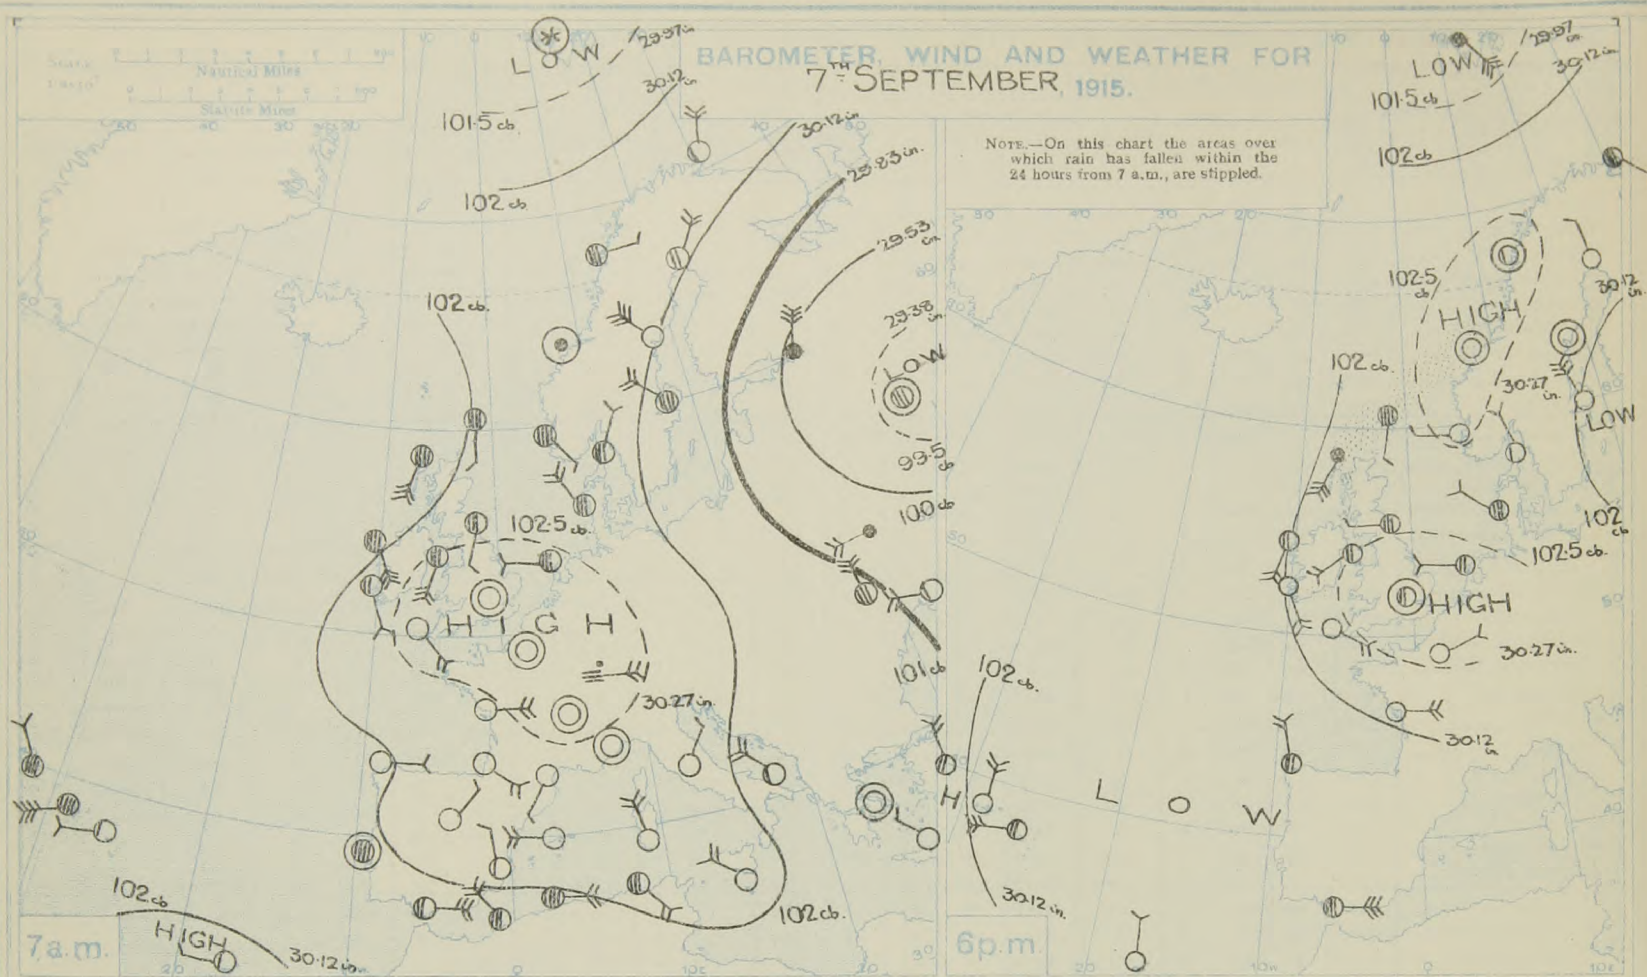 BAROMETER, WIND AND WEATHER FOR
7TH SEPTEMBER, 1915.
NOTE.—On this chart the areas over
which rain has fallen within the
24 hours from 7 a.m., are stippled.
Nautical Miles
Statute Miles
LOW
29.97 in
30.12 in
101.5 cb
102 cb
30.12 in
29.83 in.
29.53 in
29.38 in
LOW
99.5 cb
100 cb
101 cb
102 cb.
102.5 cb.
HIGH
30.27 in.
102 cb.
102 cb
HIGH
30.12 in
7a.m.
LOW
29.97 in
30.12 in
101.5 cb
102 cb
102.5 cb
HIGH
30.12 in
102 cb.
30.27 in.
LOW
102 cb
102.5 cb.
HIGH
30.27 in.
30.12 in
102 cb.
H
LOW
30.12 in.
6p.m.